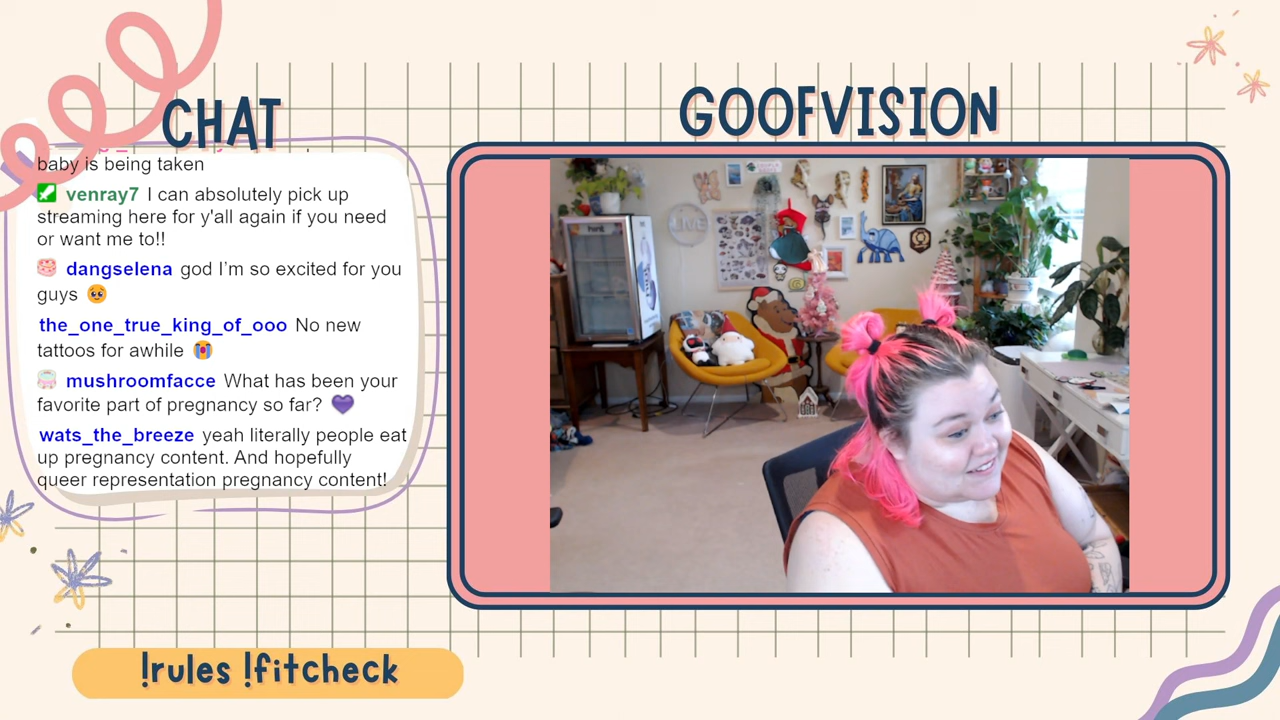 CHAT
GOOFVISION
baby is being taken
venray7 I can absolutely pick up
streaming here for y'all again if you need
or want me to!!
dangselena god I'm so excited for you
guys 🥺
the_one_true_king_of_ooo No new
tattoos for awhile 😭
mushroomfacce What has been your
favorite part of pregnancy so far? 💜
wats_the_breeze yeah literally people eat
up pregnancy content. And hopefully
queer representation pregnancy content!
LIVE
!rules !fitcheck